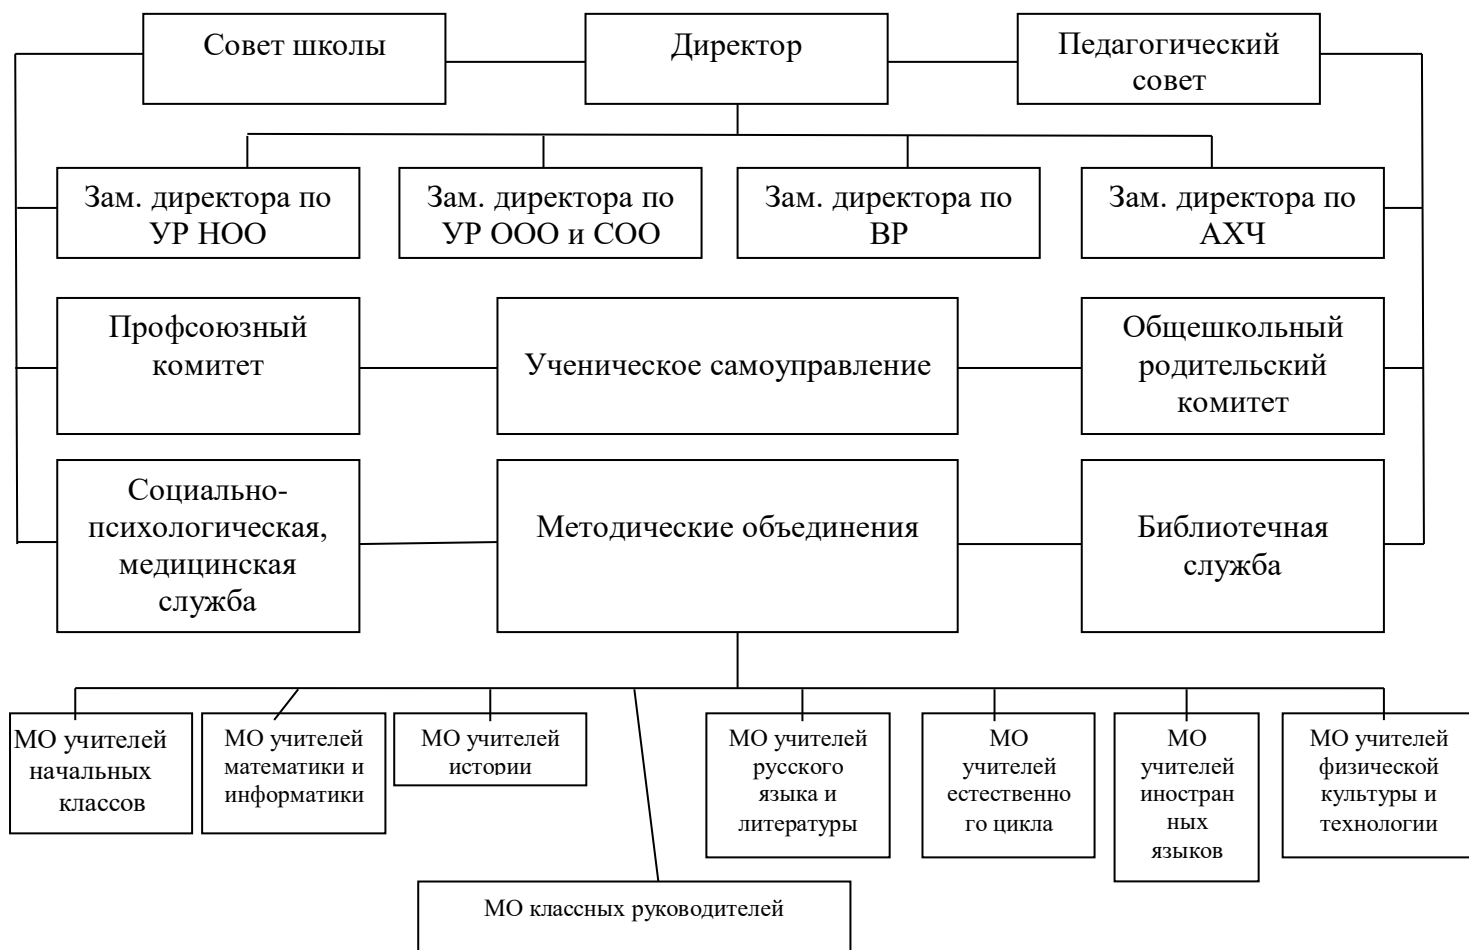 Совет школы
Директор
Педагогический
совет
Зам. директора по
УР НОО
Зам. директора по
УР ООО и СОО
Зам. директора по
ВР
Зам. директора по
АХЧ
Профсоюзный
комитет
Ученическое самоуправление
Общешкольный
родительский
комитет
Социально-
психологическая,
медицинская
служба
Методические объединения
Библиотечная
служба
МО учителей
начальных
классов
МО учителей
математики и
информатики
МО учителей
истории
МО учителей
русского
языка и
литературы
МО
учителей
естественно
го цикла
МО
учителей
иностран
ных
языков
МО учителей
физической
культуры и
технологии
МО классных руководителей